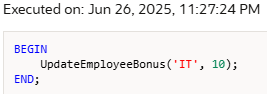 Executed on: Jun 26, 2025, 11:27:24 PM
BEGIN
    UpdateEmployeeBonus('IT', 10);
END;